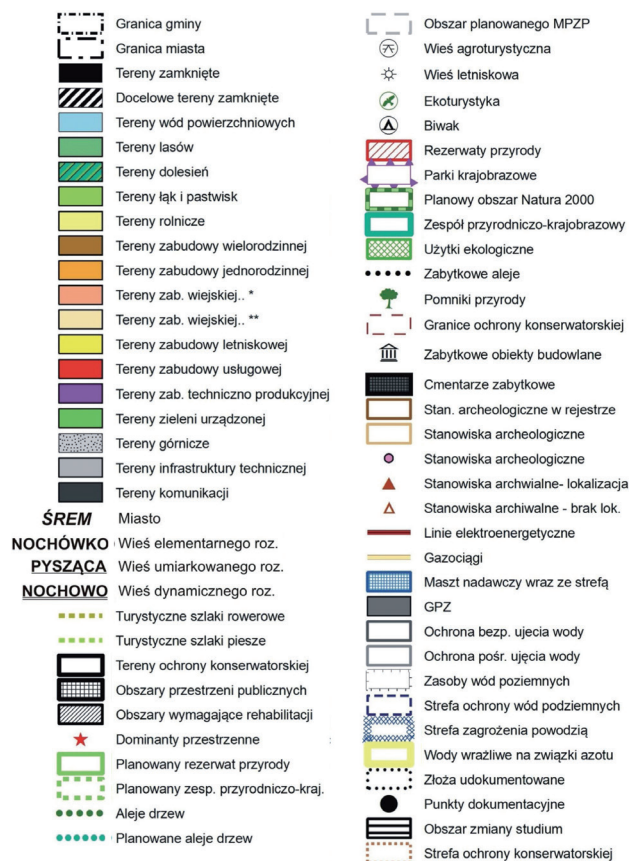 Granica gminy
Granica miasta
Tereny zamknięte
Docelowe tereny zamknięte
Tereny wód powierzchniowych
Tereny lasów
Tereny dolesień
Tereny łąk i pastwisk
Tereny rolnicze
Tereny zabudowy wielorodzinnej
Tereny zabudowy jednorodzinnej
Tereny zab. wiejskiej.. *
Tereny zab. wiejskiej.. **
Tereny zabudowy letniskowej
Tereny zabudowy usługowej
Tereny zab. techniczno produkcyjnej
Tereny zieleni urządzonej
Tereny górnicze
Tereny infrastruktury technicznej
Tereny komunikacji
ŚREM Miasto
NOCHÓWKO Wieś elementarnego roz.
PYSZĄCA Wieś umiarkowanego roz.
NOCHOWO Wieś dynamicznego roz.
Turystyczne szlaki rowerowe
Turystyczne szlaki piesze
Tereny ochrony konserwatorskiej
Obszary przestrzeni publicznych
Obszary wymagające rehabilitacji
Dominanty przestrzenne
Planowany rezerwat przyrody
Planowany zesp. przyrodniczo-kraj.
Aleje drzew
Planowane aleje drzew
Obszar planowanego MPZP
Wieś agroturystyczna
Wieś letniskowa
Ekoturystyka
Biwak
Rezerwaty przyrody
Parki krajobrazowe
Planowy obszar Natura 2000
Zespół przyrodniczo-krajobrazowy
Użytki ekologiczne
Zabytkowe aleje
Pomniki przyrody
Granice ochrony konserwatorskiej
Zabytkowe obiekty budowlane
Cmentarze zabytkowe
Stan. archeologiczne w rejestrze
Stanowiska archeologiczne
Stanowiska archeologiczne
Stanowiska archwialne- lokalizacja
Stanowiska archiwalne - brak lok.
Linie elektroenergetyczne
Gazociągi
Maszt nadawczy wraz ze strefą
GPZ
Ochrona bezp. ujecia wody
Ochrona pośr. ujęcia wody
Zasoby wód poziemnych
Strefa ochrony wód podziemnych
Strefa zagrożenia powodzią
Wody wrażliwe na związki azotu
Złoża udokumentowane
Punkty dokumentacyjne
Obszar zmiany studium
Strefa ochrony konserwatorskiej